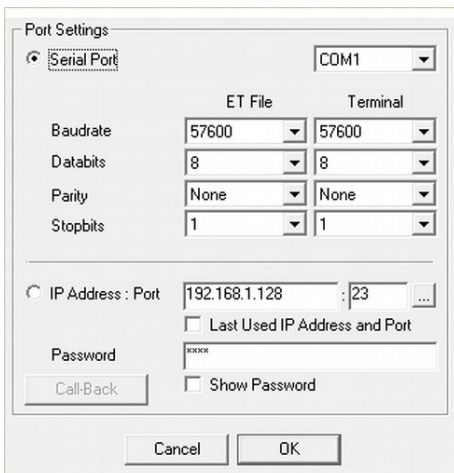 Port Settings
Serial Port COM1
ET File Terminal
Baudrate 57600 57600
Databits 8 8
Parity None None
Stopbits 1 1
IP Address : Port 192.168.1.128 : 23 ...
Last Used IP Address and Port
Password ****
Call-Back Show Password
Cancel OK